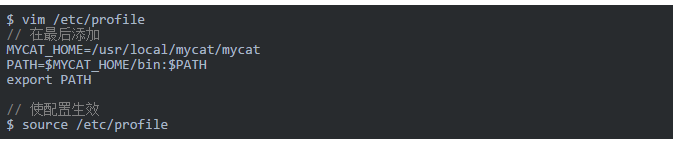 $ vim /etc/profile
// 在最后添加
MYCAT_HOME=/usr/local/mycat/mycat
PATH=$MYCAT_HOME/bin:$PATH
export PATH
// 使配置生效
$ source /etc/profile